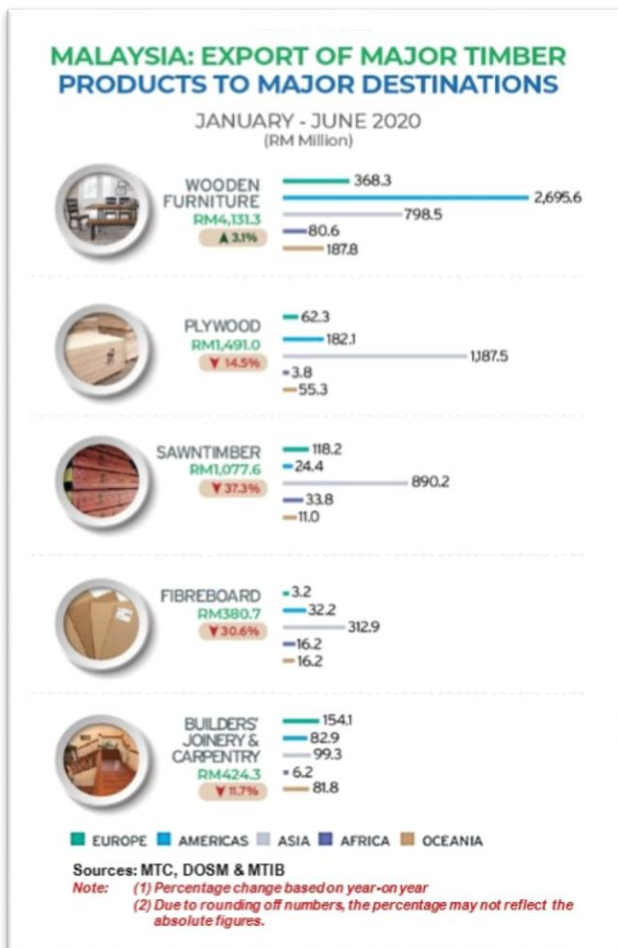 MALAYSIA: EXPORT OF MAJOR TIMBER
PRODUCTS TO MAJOR DESTINATIONS
JANUARY - JUNE 2020
(RM Million)
WOODEN
FURNITURE
RM4,131.3
▲ 3.1%
368.3
2,695.6
798.5
80.6
187.8
PLYWOOD
RM1,491.0
▼ 14.5%
62.3
182.1
1,187.5
3.8
55.3
SAWNTIMBER
RM1,077.6
▼ 37.3%
118.2
24.4
890.2
33.8
11.0
FIBREBOARD
RM380.7
▼ 30.6%
3.2
32.2
312.9
16.2
16.2
BUILDERS'
JOINERY &
CARPENTRY
RM424.3
▼ 11.7%
154.1
82.9
99.3
6.2
81.8
EUROPE AMERICAS ASIA AFRICA OCEANIA
Sources: MTC, DOSM & MTIB
Note: (1) Percentage change based on year-on year
(2) Due to rounding off numbers, the percentage may not reflect the
absolute figures.